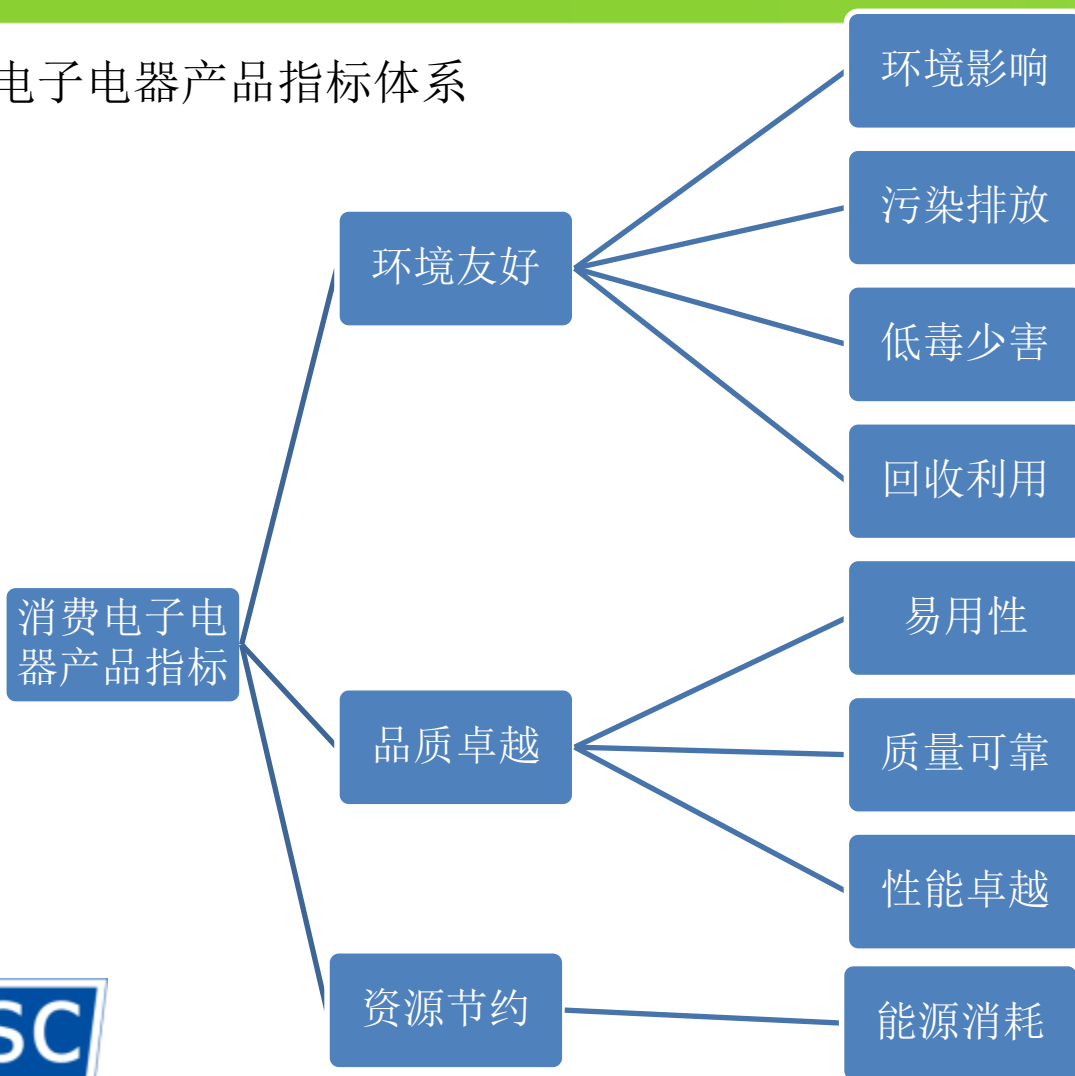 电子电器产品指标体系
环境影响
污染排放
环境友好
低毒少害
回收利用
消费电子电
器产品指标
易用性
品质卓越
质量可靠
性能卓越
资源节约
能源消耗
SC